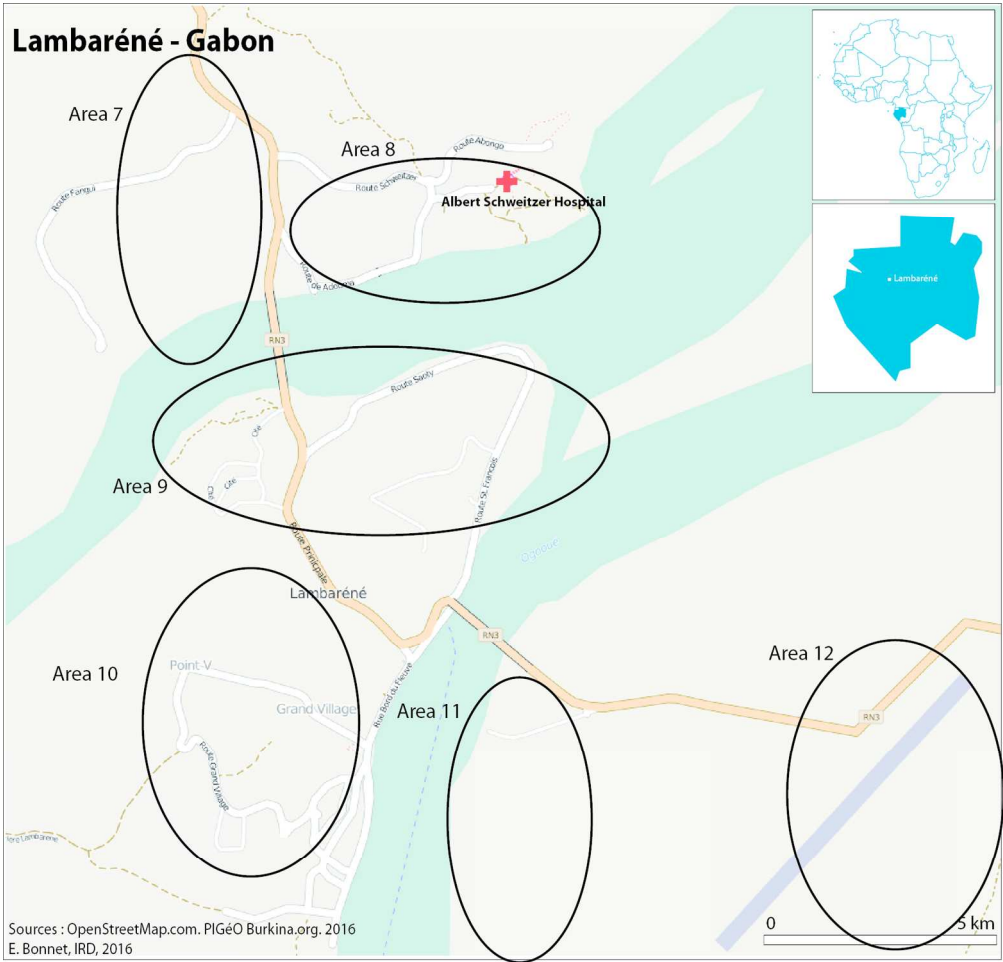 Lambaréné - Gabon
Area 7
Area 8
Route Abongo
Route Fangui
Route Schweitzer
Albert Schweitzer Hospital
Route de Adouma
Lambaréné
RN3
Route Saoty
Cité
Area 9
Cité
Cité
Route St. François
Route Prinicpale
Ogooué
Lambaréné
RN3
Area 10
Point V
Area 12
Grand Village
Rue Bord du Fleuve
Area 11
RN3
Route Grand Village
0
5 km
Sources : OpenStreetMap.com. PIGéO Burkina.org. 2016
E. Bonnet, IRD, 2016